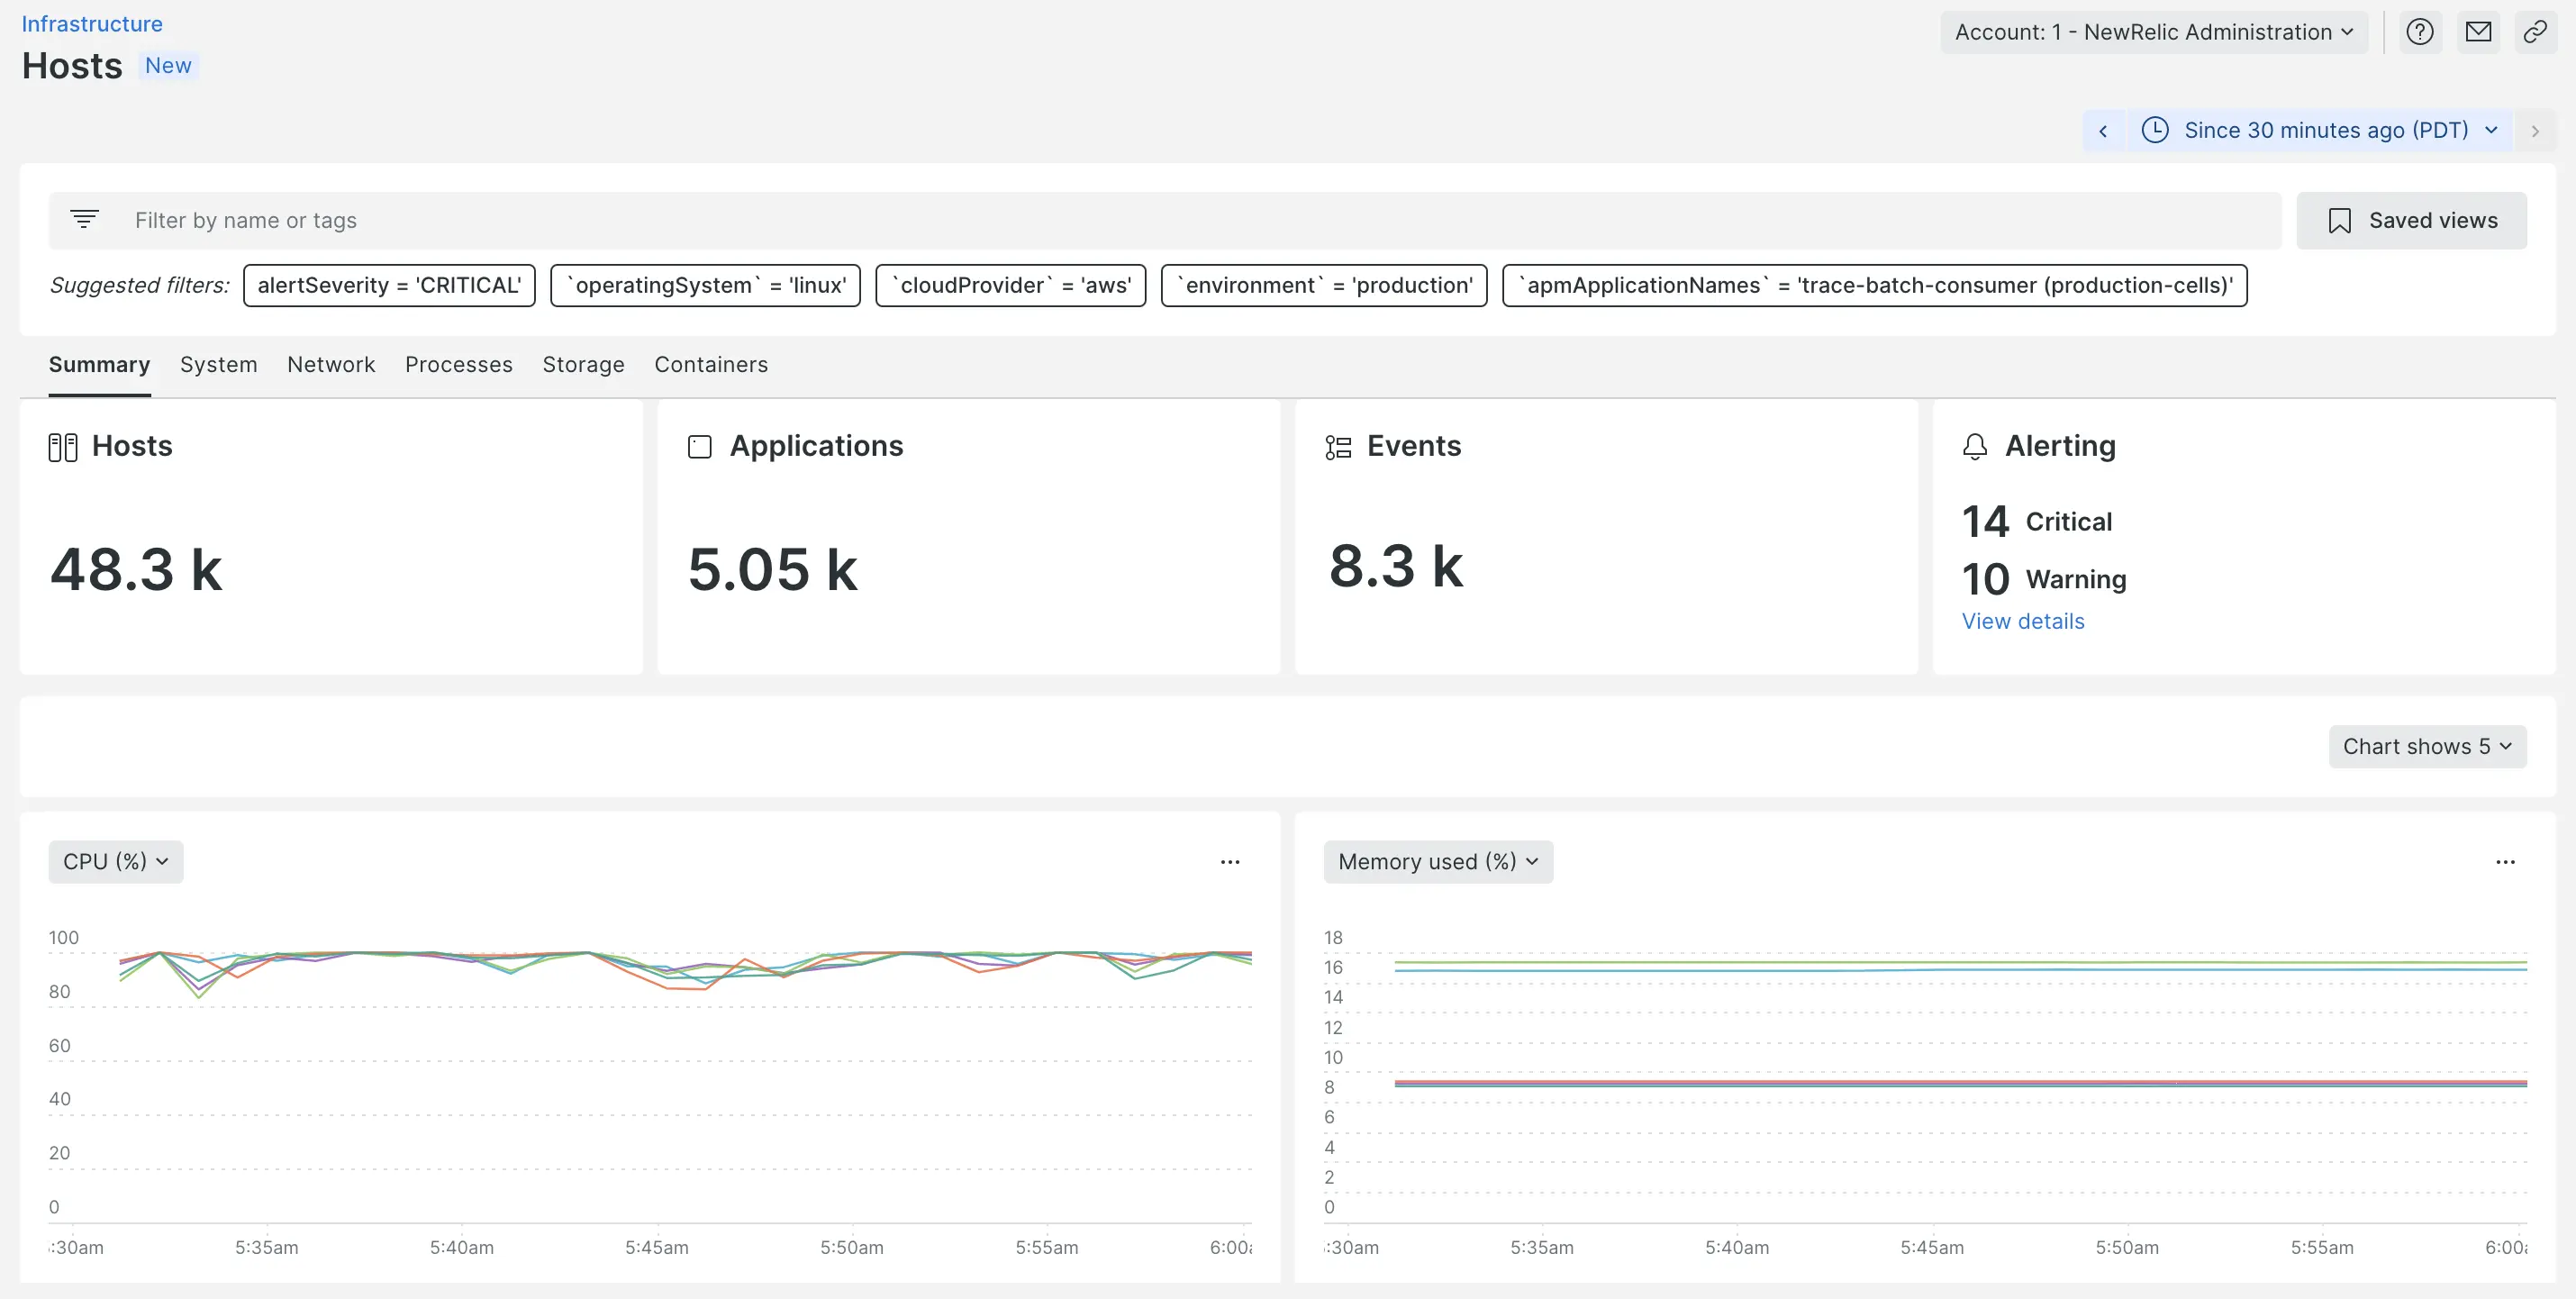 Infrastructure
Hosts New
Account: 1 - NewRelic Administration
Since 30 minutes ago (PDT)
Filter by name or tags
Saved views
Suggested filters: alertSeverity = 'CRITICAL' `operatingSystem` = 'linux' `cloudProvider` = 'aws' `environment` = 'production' `apmApplicationNames` = 'trace-batch-consumer (production-cells)'
Summary System Network Processes Storage Containers
Hosts
48.3 k
Applications
5.05 k
Events
8.3 k
Alerting
14 Critical
10 Warning
View details
Chart shows 5
CPU (%)
100
80
60
40
20
0
:30am 5:35am 5:40am 5:45am 5:50am 5:55am 6:00a
Memory used (%)
18
16
14
12
10
8
6
4
2
0
:30am 5:35am 5:40am 5:45am 5:50am 5:55am 6:00a